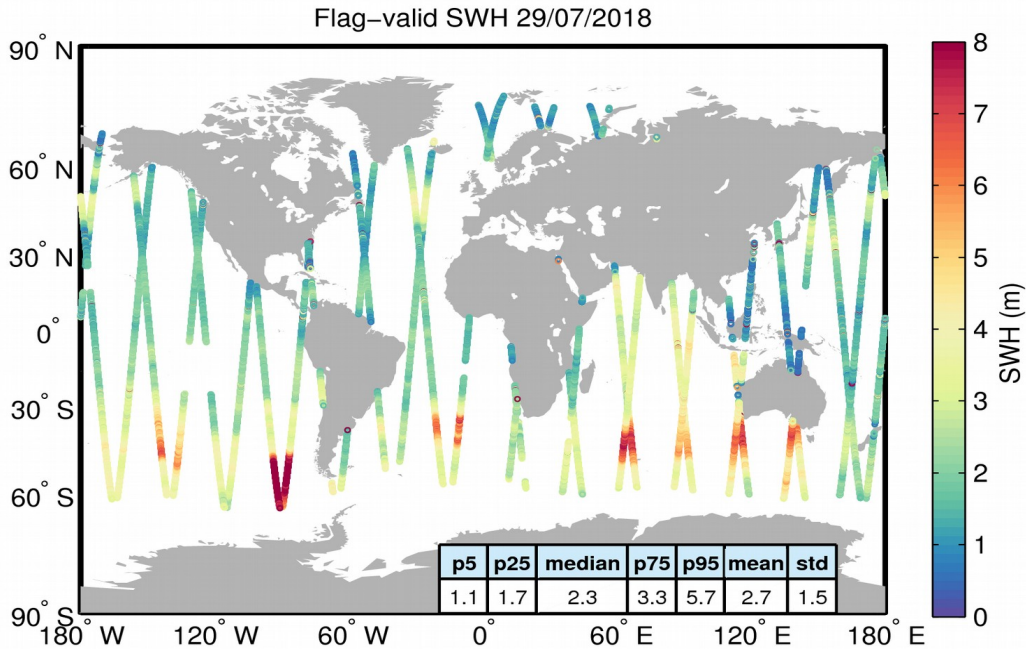 Flag−valid SWH 29/07/2018
90° N
60° N
30° N
0°
30° S
60° S
90° S
180° W
120° W
60° W
0°
60° E
120° E
180° E
p5 p25 median p75 p95 mean std
1.1 1.7 2.3 3.3 5.7 2.7 1.5
8
7
6
5
4
3
2
1
0
SWH (m)